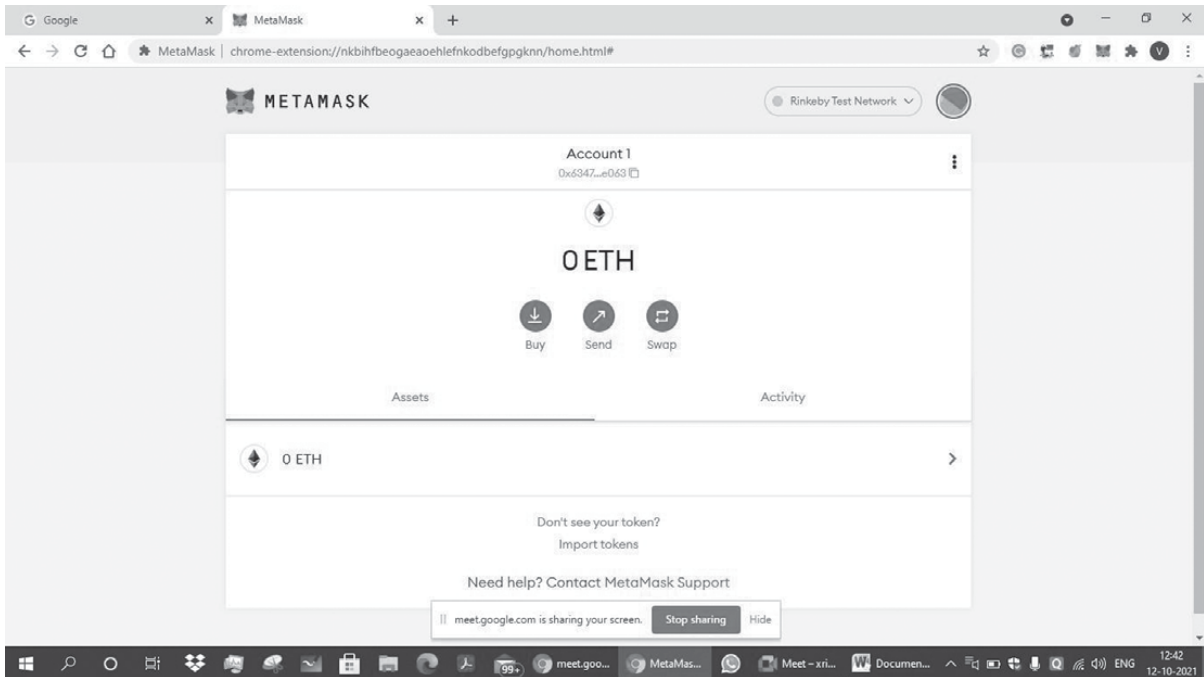 Google
MetaMask
MetaMask | chrome-extension://nkbihfbeogaeaoehlefnkodbefgpgknn/home.html#
V
METAMASK
Rinkeby Test Network
Account 1
0x6347...e063
0 ETH
Buy Send Swap
Assets Activity
0 ETH
Don't see your token?
Import tokens
Need help? Contact MetaMask Support
meet.google.com is sharing your screen. Stop sharing Hide
99+ meet.goo... MetaMas... Meet – xri... Documen... ENG 12:42
12-10-2021